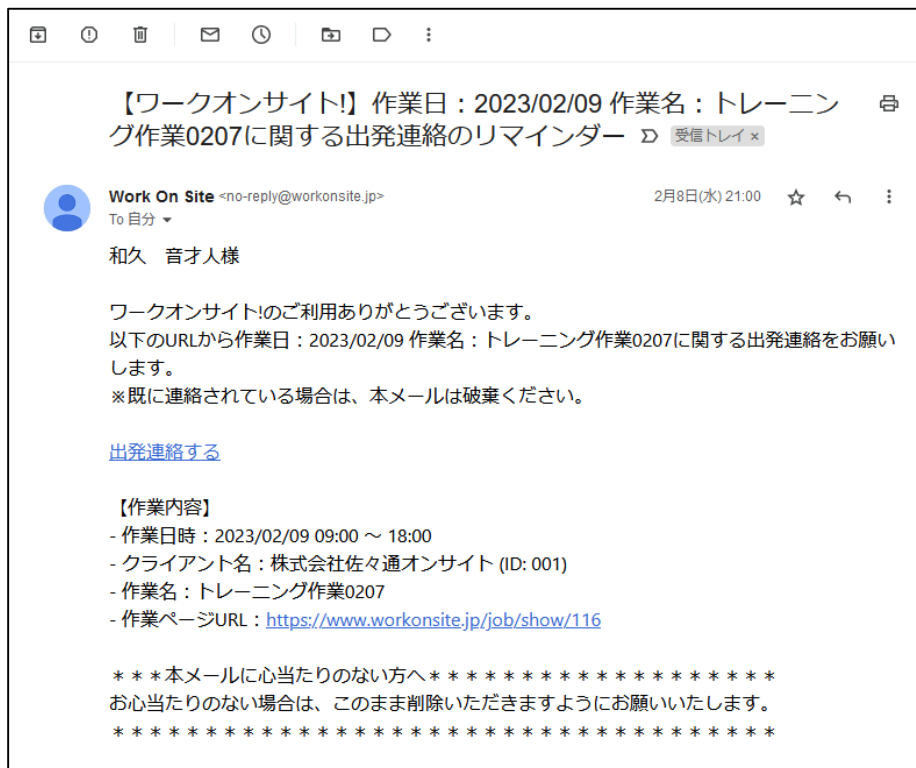 【ワークオンサイト!】作業日：2023/02/09 作業名：トレーニン
グ作業0207に関する出発連絡のリマインダー 受信トレイ ×
Work On Site <no-reply@workonsite.jp> 2月8日(水) 21:00
To 自分
和久　音才人様
ワークオンサイト!のご利用ありがとうございます。
以下のURLから作業日：2023/02/09 作業名：トレーニング作業0207に関する出発連絡をお願い
します。
※既に連絡されている場合は、本メールは破棄ください。
出発連絡する
【作業内容】
- 作業日時：2023/02/09 09:00 ～ 18:00
- クライアント名：株式会社佐々通オンサイト (ID: 001)
- 作業名：トレーニング作業0207
- 作業ページURL：https://www.workonsite.jp/job/show/116
＊＊＊本メールに心当たりのない方へ＊＊＊＊＊＊＊＊＊＊＊＊＊＊＊＊＊＊＊
お心当たりのない場合は、このまま削除いただきますようにお願いいたします。
＊＊＊＊＊＊＊＊＊＊＊＊＊＊＊＊＊＊＊＊＊＊＊＊＊＊＊＊＊＊＊＊＊＊＊＊